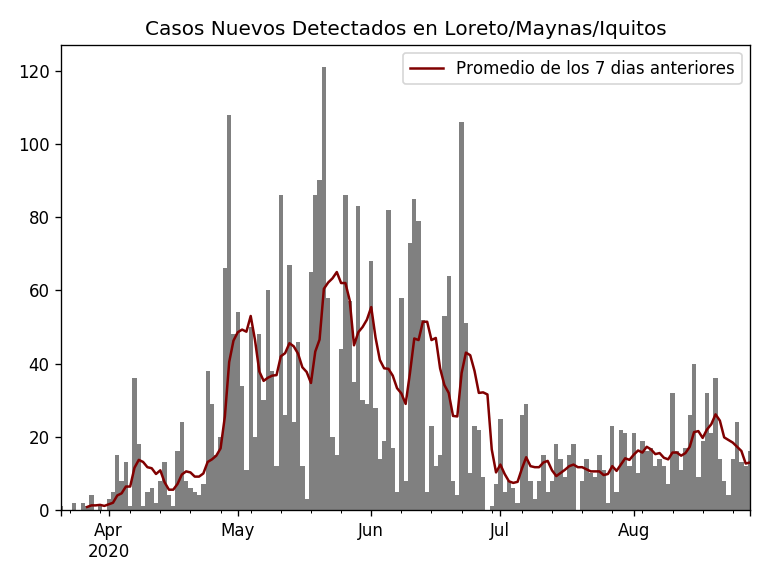 Casos Nuevos Detectados en Loreto/Maynas/Iquitos
Promedio de los 7 dias anteriores
120
100
80
60
40
20
0
Apr May Jun Jul Aug
2020